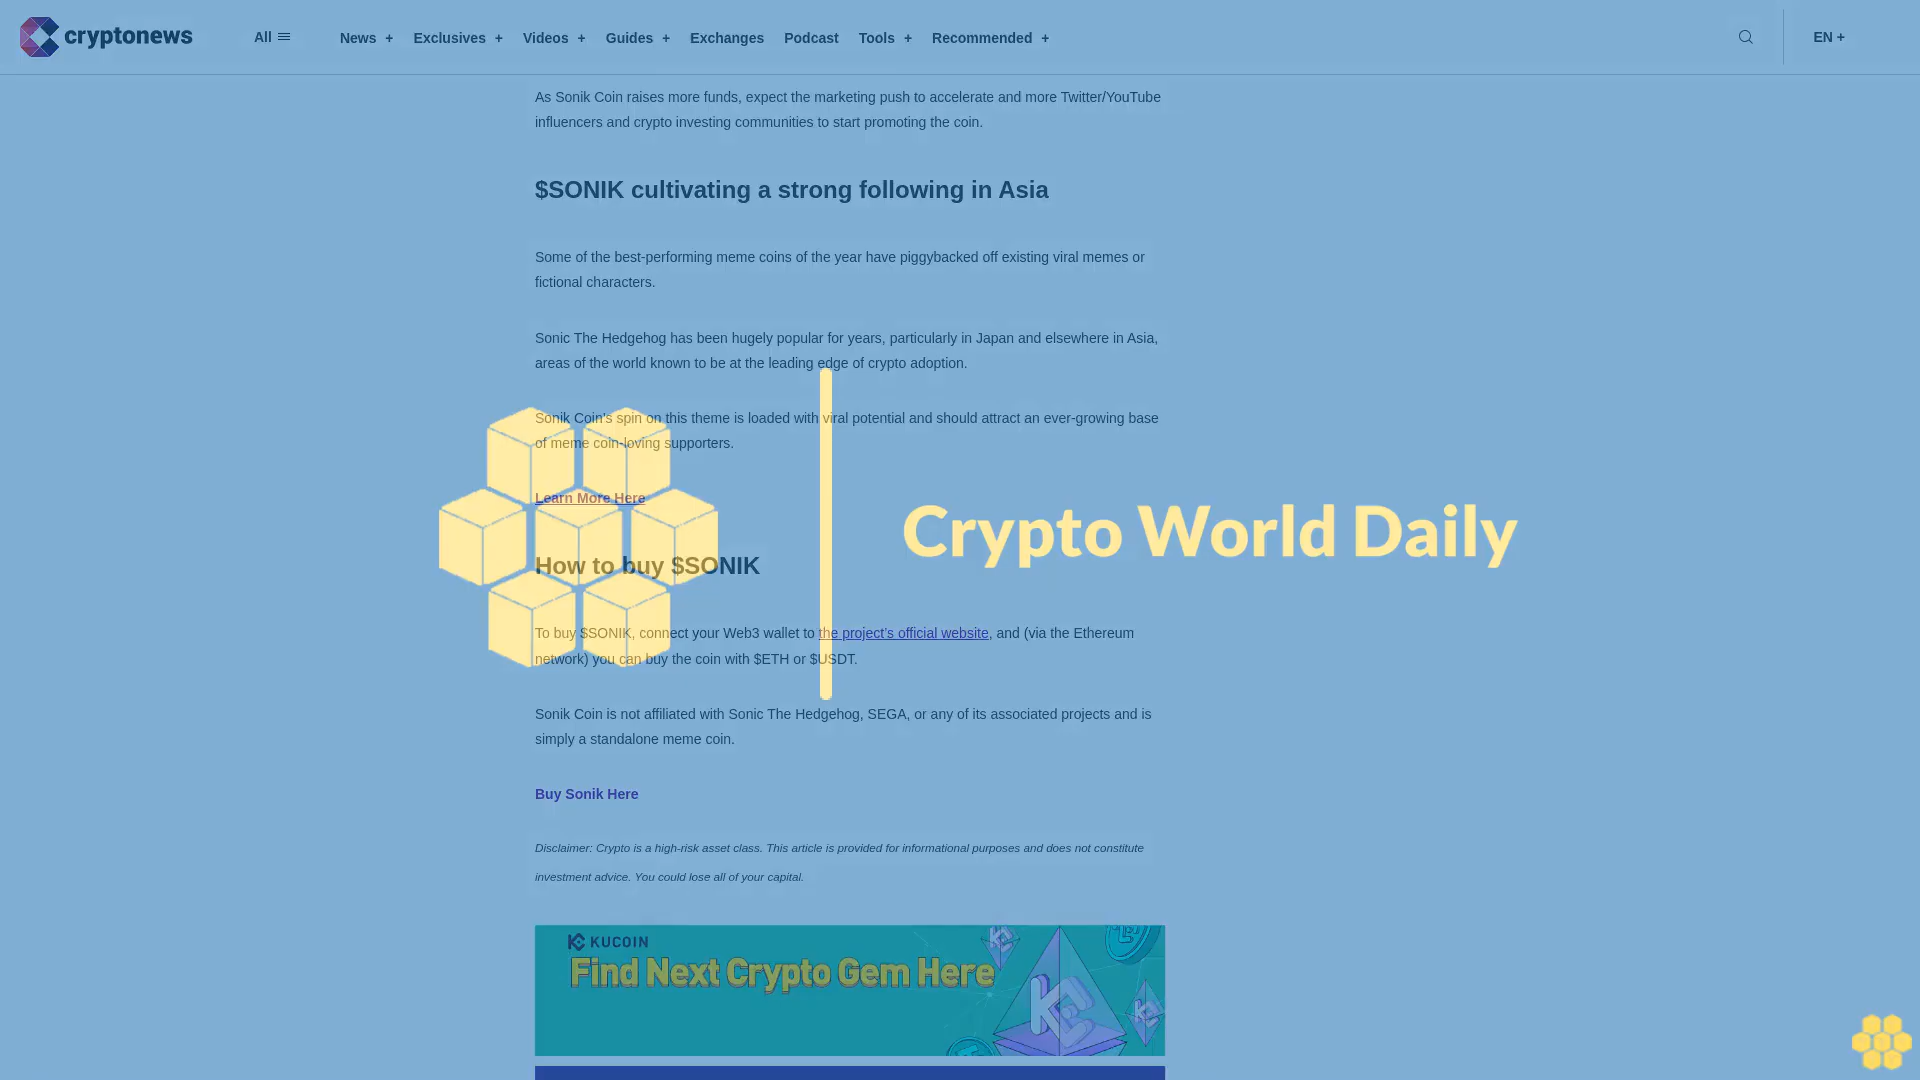 cryptonews
All
News +
Exclusives +
Videos +
Guides +
Exchanges
Podcast
Tools +
Recommended +
EN +
As Sonik Coin raises more funds, expect the marketing push to accelerate and more Twitter/YouTube
influencers and crypto investing communities to start promoting the coin.
$SONIK cultivating a strong following in Asia
Some of the best-performing meme coins of the year have piggybacked off existing viral memes or
fictional characters.
Sonic The Hedgehog has been hugely popular for years, particularly in Japan and elsewhere in Asia,
areas of the world known to be at the leading edge of crypto adoption.
Sonik Coin's spin on this theme is loaded with viral potential and should attract an ever-growing base
of meme coin-loving supporters.
Learn More Here
Crypto World Daily
How to buy $SONIK
To buy $SONIK, connect your Web3 wallet to the project's official website, and (via the Ethereum
network) you can buy the coin with $ETH or $USDT.
Sonik Coin is not affiliated with Sonic The Hedgehog, SEGA, or any of its associated projects and is
simply a standalone meme coin.
Buy Sonik Here
Disclaimer: Crypto is a high-risk asset class. This article is provided for informational purposes and does not constitute
investment advice. You could lose all of your capital.
KUCOIN
Find Next Crypto Gem Here